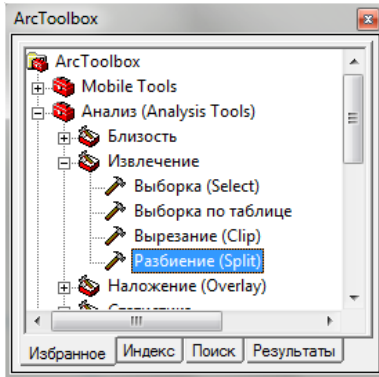 ArcToolbox
ArcToolbox
Mobile Tools
Анализ (Analysis Tools)
Близость
Извлечение
Выборка (Select)
Выборка по таблице
Вырезание (Clip)
Разбиение (Split)
Наложение (Overlay)
Избранное Индекс Поиск Результаты